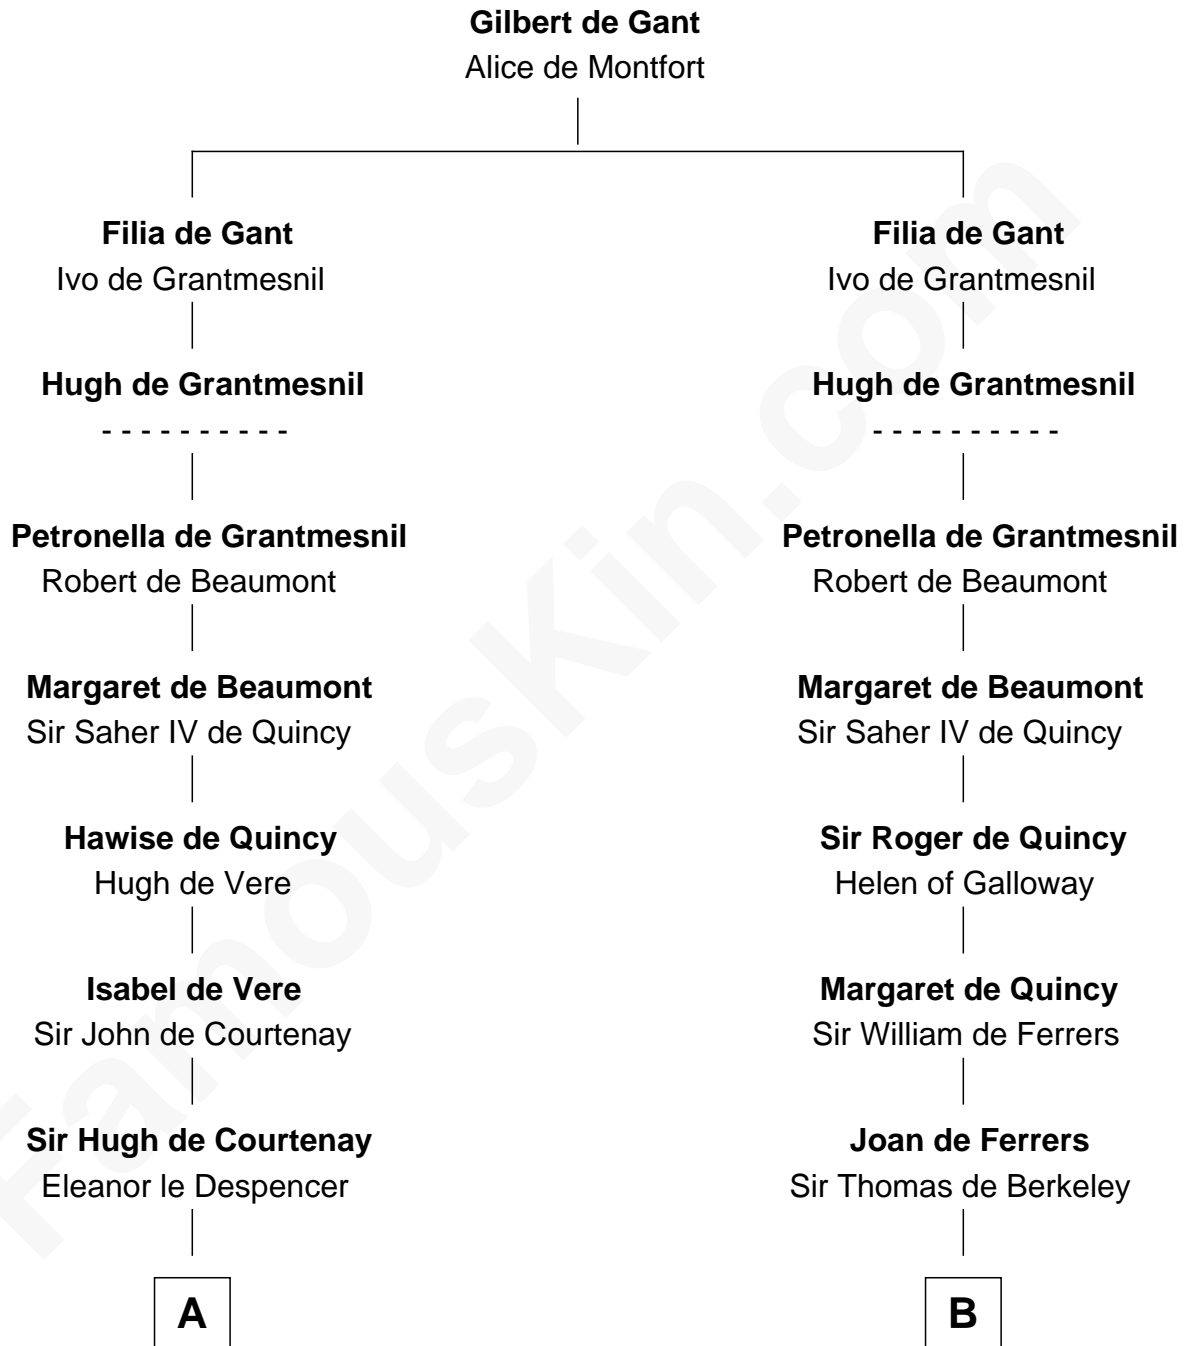 Gilbert de Gant
Alice de Montfort
Filia de Gant
Ivo de Grantmesnil
Hugh de Grantmesnil
- - - - - - - - - -
Petronella de Grantmesnil
Robert de Beaumont
Margaret de Beaumont
Sir Saher IV de Quincy
Hawise de Quincy
Hugh de Vere
Isabel de Vere
Sir John de Courtenay
Sir Hugh de Courtenay
Eleanor le Despencer
A
Filia de Gant
Ivo de Grantmesnil
Hugh de Grantmesnil
- - - - - - - - - -
Petronella de Grantmesnil
Robert de Beaumont
Margaret de Beaumont
Sir Saher IV de Quincy
Sir Roger de Quincy
Helen of Galloway
Margaret de Quincy
Sir William de Ferrers
Joan de Ferrers
Sir Thomas de Berkeley
B
FamousKin.com